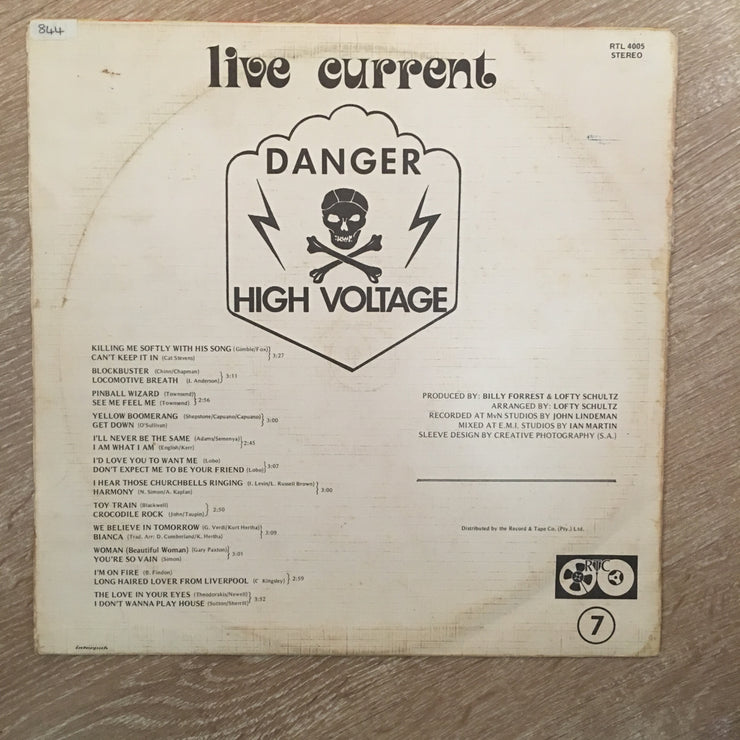 844
live current
RTL 4005
STEREO
DANGER
HIGH VOLTAGE
KILLING ME SOFTLY WITH HIS SONG (Gimble/Fox)
CAN'T KEEP IT IN (Cat Stevens)
3:27
BLOCKBUSTER (Chinn/Chapman)
LOCOMOTIVE BREATH (I. Anderson)
3:11
PINBALL WIZARD (Townsend)
SEE ME FEEL ME (Townsend)
2:56
YELLOW BOOMERANG (Shepstone/Capuano/Capuano)
GET DOWN (O'Sullivan)
3:00
I'LL NEVER BE THE SAME (Adams/Semenya)
I AM WHAT I AM (English/Kerr)
2:45
I'D LOVE YOU TO WANT ME (Lobo)
DON'T EXPECT ME TO BE YOUR FRIEND (Lobo)
3:07
I HEAR THOSE CHURCHBELLS RINGING (I. Levin/L. Russell Brown)
HARMONY (N. Simon/A. Kaplan)
3:00
TOY TRAIN (Blackwell)
CROCODILE ROCK (John/Taupin)
2:50
WE BELIEVE IN TOMORROW (G. Verdi/Kurt Hertha)
BIANCA (Trad. Arr: D. Cumberland/K. Hertha)
3:09
WOMAN (Beautiful Woman) (Gary Paxton)
YOU'RE SO VAIN (Simon)
3:01
I'M ON FIRE (B. Findon)
LONG HAIRED LOVER FROM LIVERPOOL (C Kingsley)
2:59
THE LOVE IN YOUR EYES (Theodorakis/Newell)
I DON'T WANNA PLAY HOUSE (Sutton/Sherrill)
3:52
PRODUCED BY: BILLY FORREST & LOFTY SCHULTZ
ARRANGED BY: LOFTY SCHULTZ
RECORDED AT MvN STUDIOS BY JOHN LINDEMAN
MIXED AT E.M.I. STUDIOS BY IAN MARTIN
SLEEVE DESIGN BY CREATIVE PHOTOGRAPHY (S.A.)
Distributed by the Record & Tape Co. (Pty.) Ltd.
RTC
7